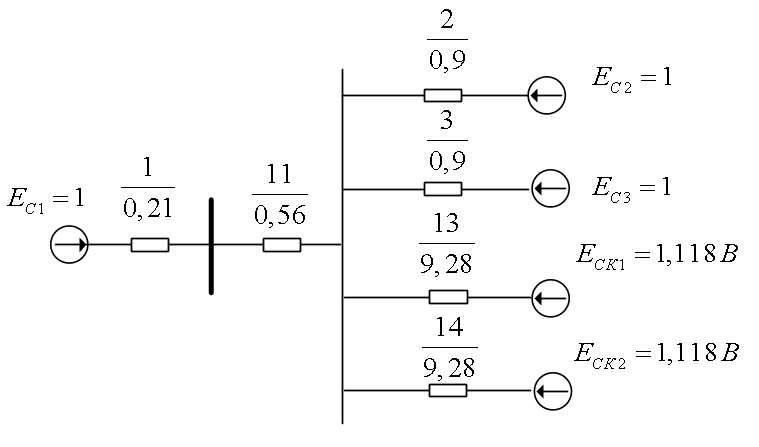 2
0,9
E_C2 = 1
3
0,9
E_C3 = 1
E_C1 = 1
1
0,21
11
0,56
13
9,28
E_CK1 = 1,118 В
14
9,28
E_CK2 = 1,118 В